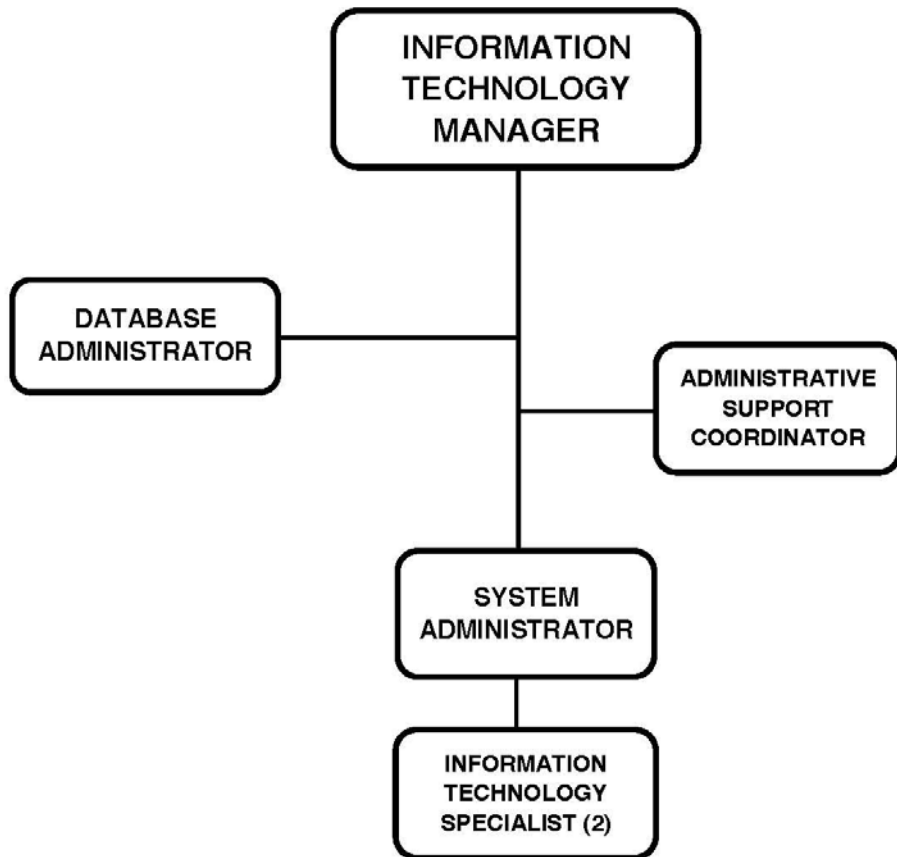 INFORMATION
TECHNOLOGY
MANAGER
DATABASE
ADMINISTRATOR
ADMINISTRATIVE
SUPPORT
COORDINATOR
SYSTEM
ADMINISTRATOR
INFORMATION
TECHNOLOGY
SPECIALIST (2)